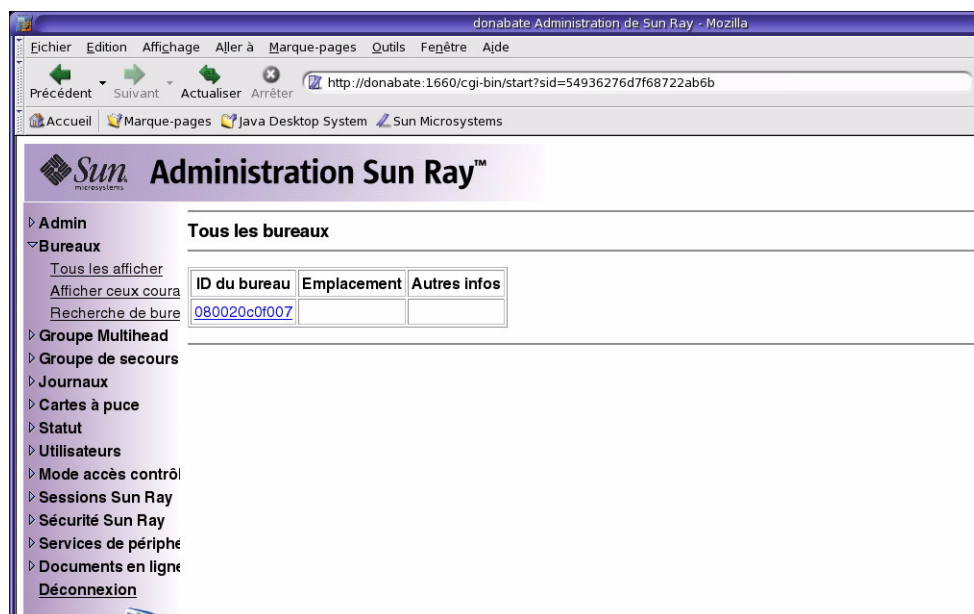 donabate Administration de Sun Ray - Mozilla
Fichier Edition Affichage Aller à Marque-pages Outils Fenêtre Aide
Précédent Suivant Actualiser Arrêter http://donabate:1660/cgi-bin/start?sid=54936276d7f68722ab6b
Accueil Marque-pages Java Desktop System Sun Microsystems
Sun microsystems Administration Sun Ray™
Admin
Bureaux
Tous les afficher
Afficher ceux coura
Recherche de bure
Groupe Multihead
Groupe de secours
Journaux
Cartes à puce
Statut
Utilisateurs
Mode accès contrôl
Sessions Sun Ray
Sécurité Sun Ray
Services de périphé
Documents en ligne
Déconnexion
Tous les bureaux
ID du bureau Emplacement Autres infos
080020c0f007